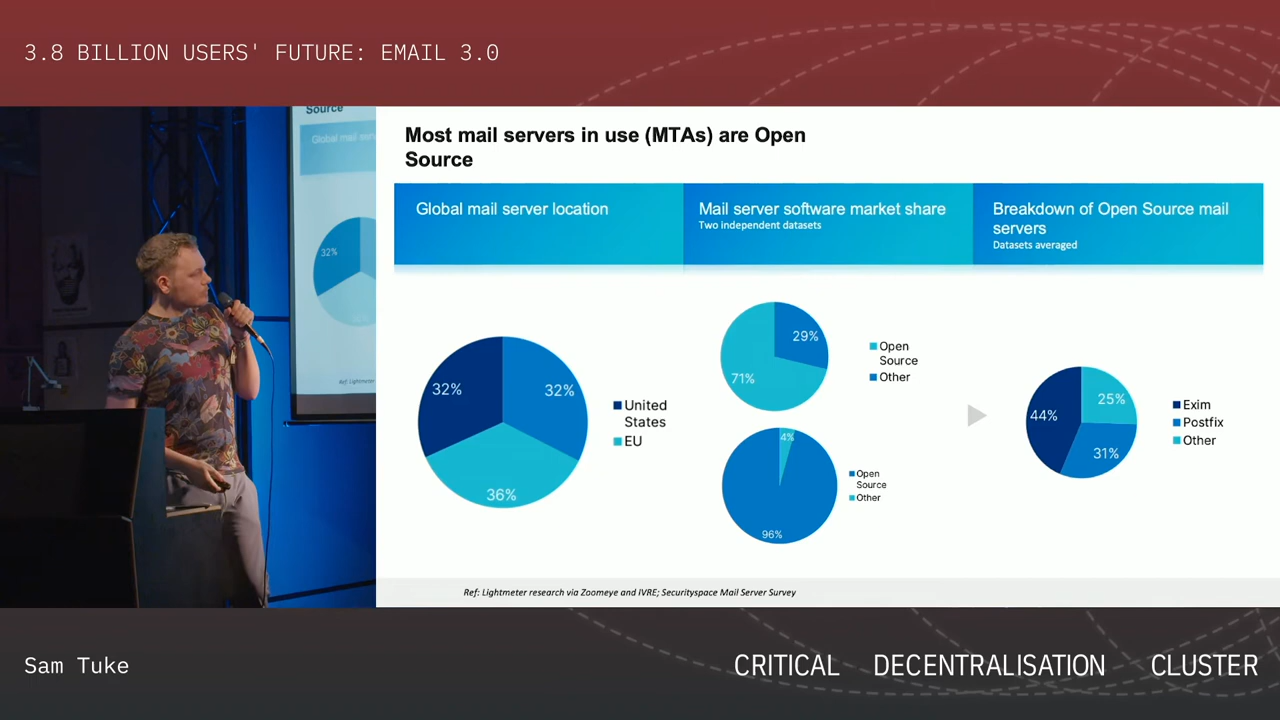 3.8 BILLION USERS' FUTURE: EMAIL 3.0
Source
Global mail
32%
Ref: Lightmeter
Most mail servers in use (MTAs) are Open
Source
Global mail server location
Mail server software market share
Two independent datasets
Breakdown of Open Source mail
servers
Datasets averaged
32%
32%
36%
United
States
EU
29%
71%
Open
Source
Other
4%
96%
Open
Source
Other
44%
25%
31%
Exim
Postfix
Other
Ref: Lightmeter research via Zoomeye and IVRE; Securityspace Mail Server Survey
Sam Tuke
CRITICAL DECENTRALISATION CLUSTER